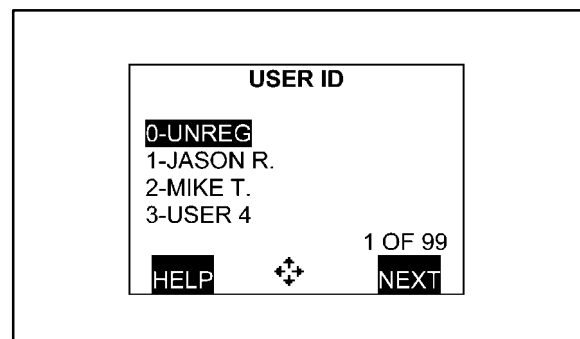 USER ID
0-UNREG
1-JASON R.
2-MIKE T.
3-USER 4
1 OF 99
HELP NEXT